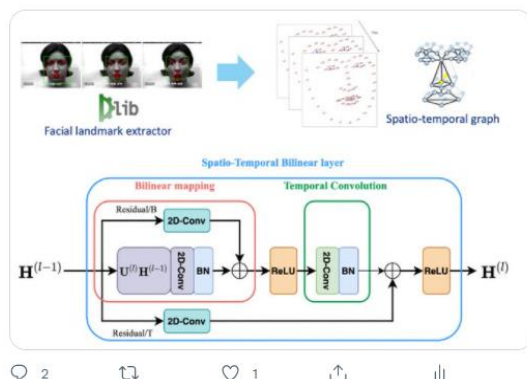 Dlib
Facial landmark extractor
Spatio-temporal graph
Spatio-Temporal Bilinear layer
Bilinear mapping
Temporal Convolution
Residual/B
2D-Conv
H^(l-1)
U^(l)H^(l-1)
2D-Conv
BN
ReLU
2D-Conv
BN
ReLU
H^(l)
Residual/T
2D-Conv
2
1